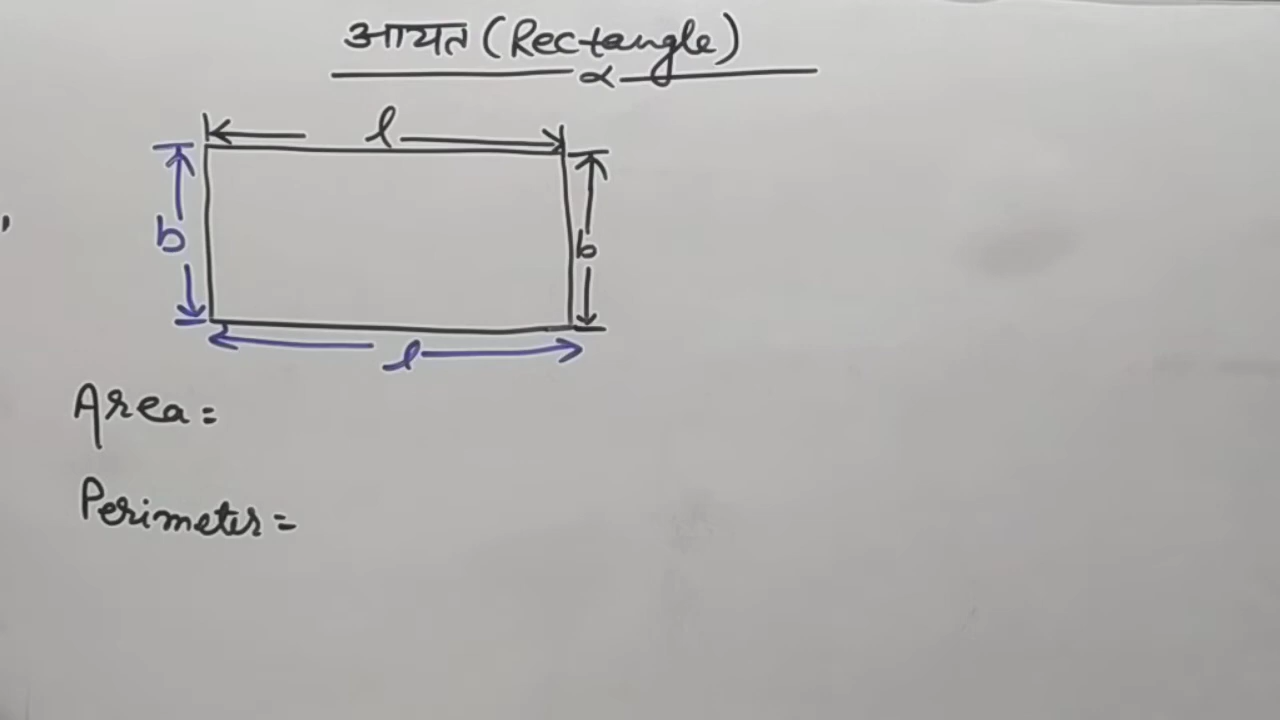 आयत (Rectangle)
l
b
b
l
Area =
Perimeter =